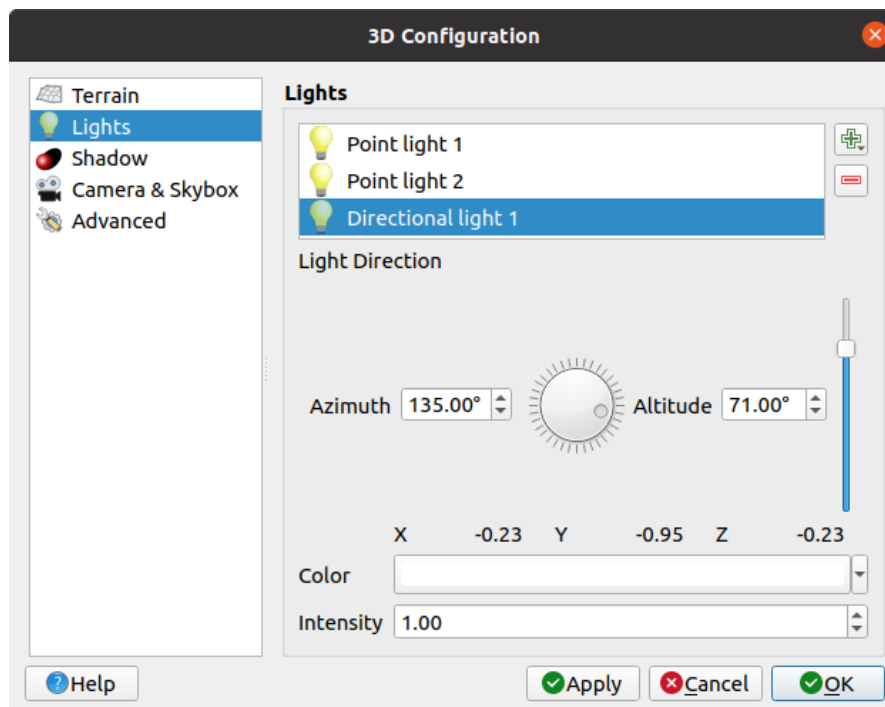 3D Configuration
Terrain
Lights
Shadow
Camera & Skybox
Advanced
Lights
Point light 1
Point light 2
Directional light 1
Light Direction
Azimuth 135.00° Altitude 71.00°
X -0.23 Y -0.95 Z -0.23
Color
Intensity 1.00
Help Apply Cancel OK